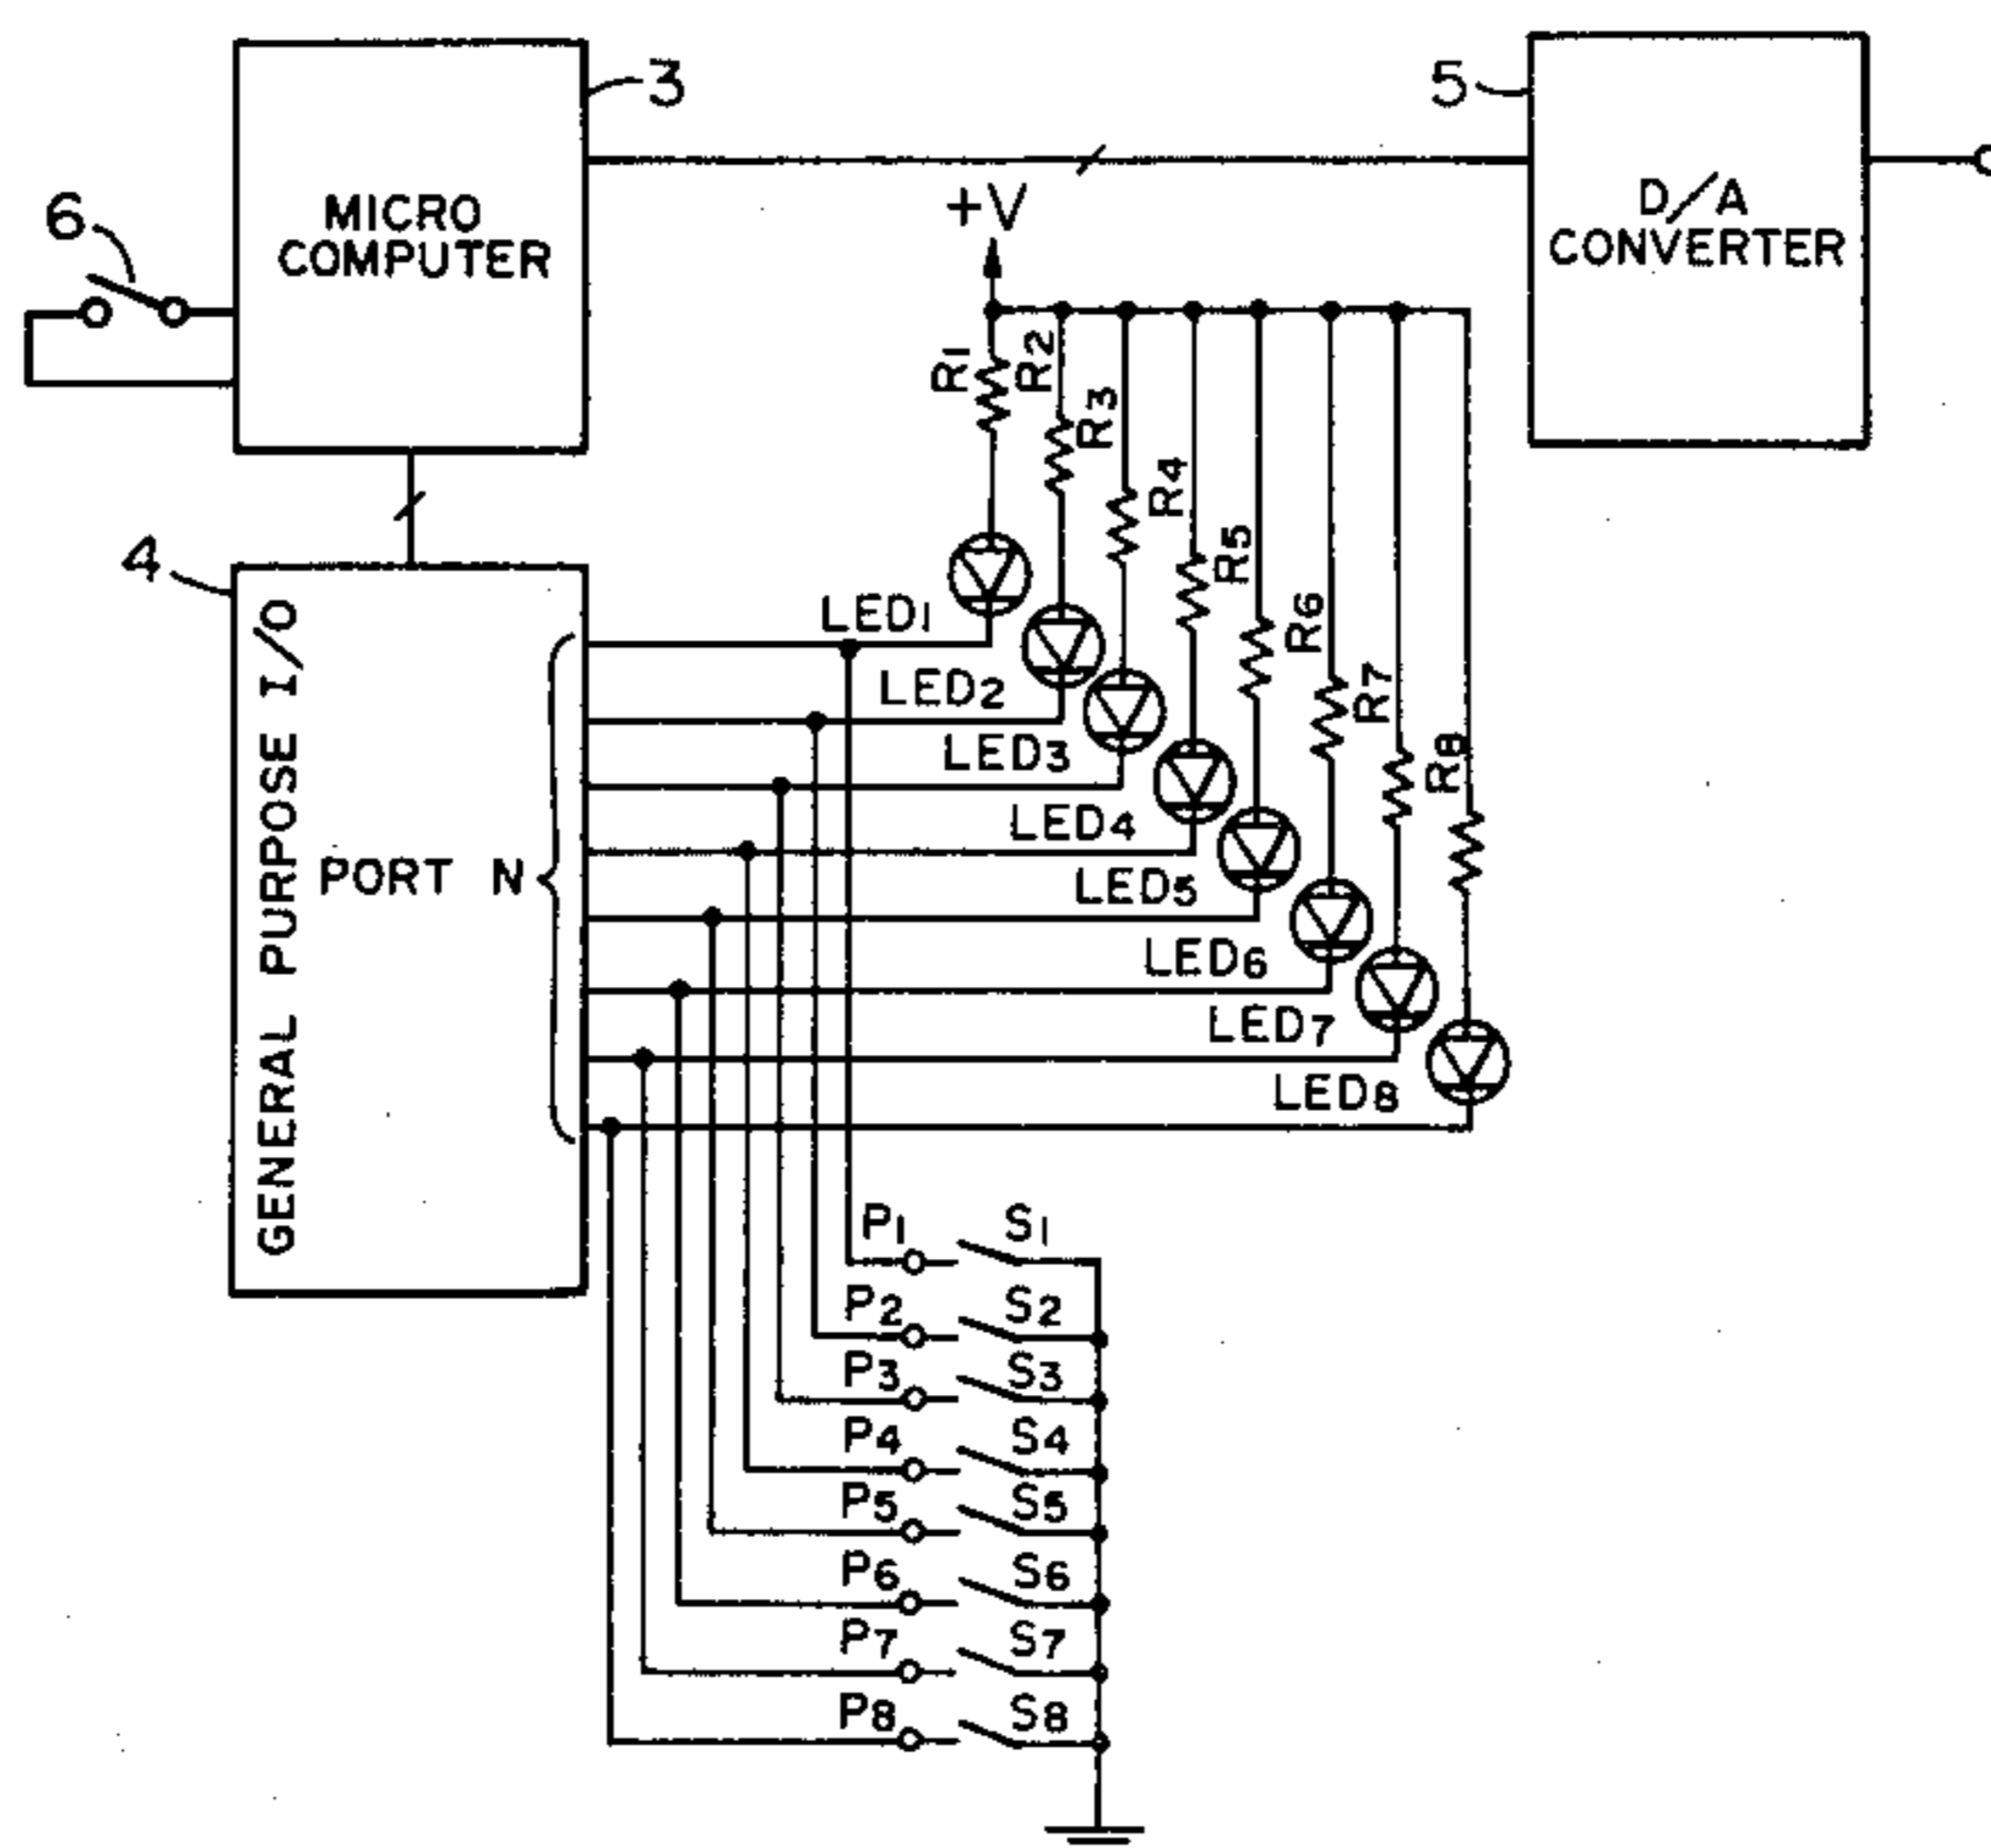 3
5
MICRO
COMPUTER
D/A
CONVERTER
6
+V
R1
R2
R3
R4
R5
R6
R7
R8
4
GENERAL PURPOSE I/O
PORT N
LED1
LED2
LED3
LED4
LED5
LED6
LED7
LED8
P1 S1
P2 S2
P3 S3
P4 S4
P5 S5
P6 S6
P7 S7
P8 S8